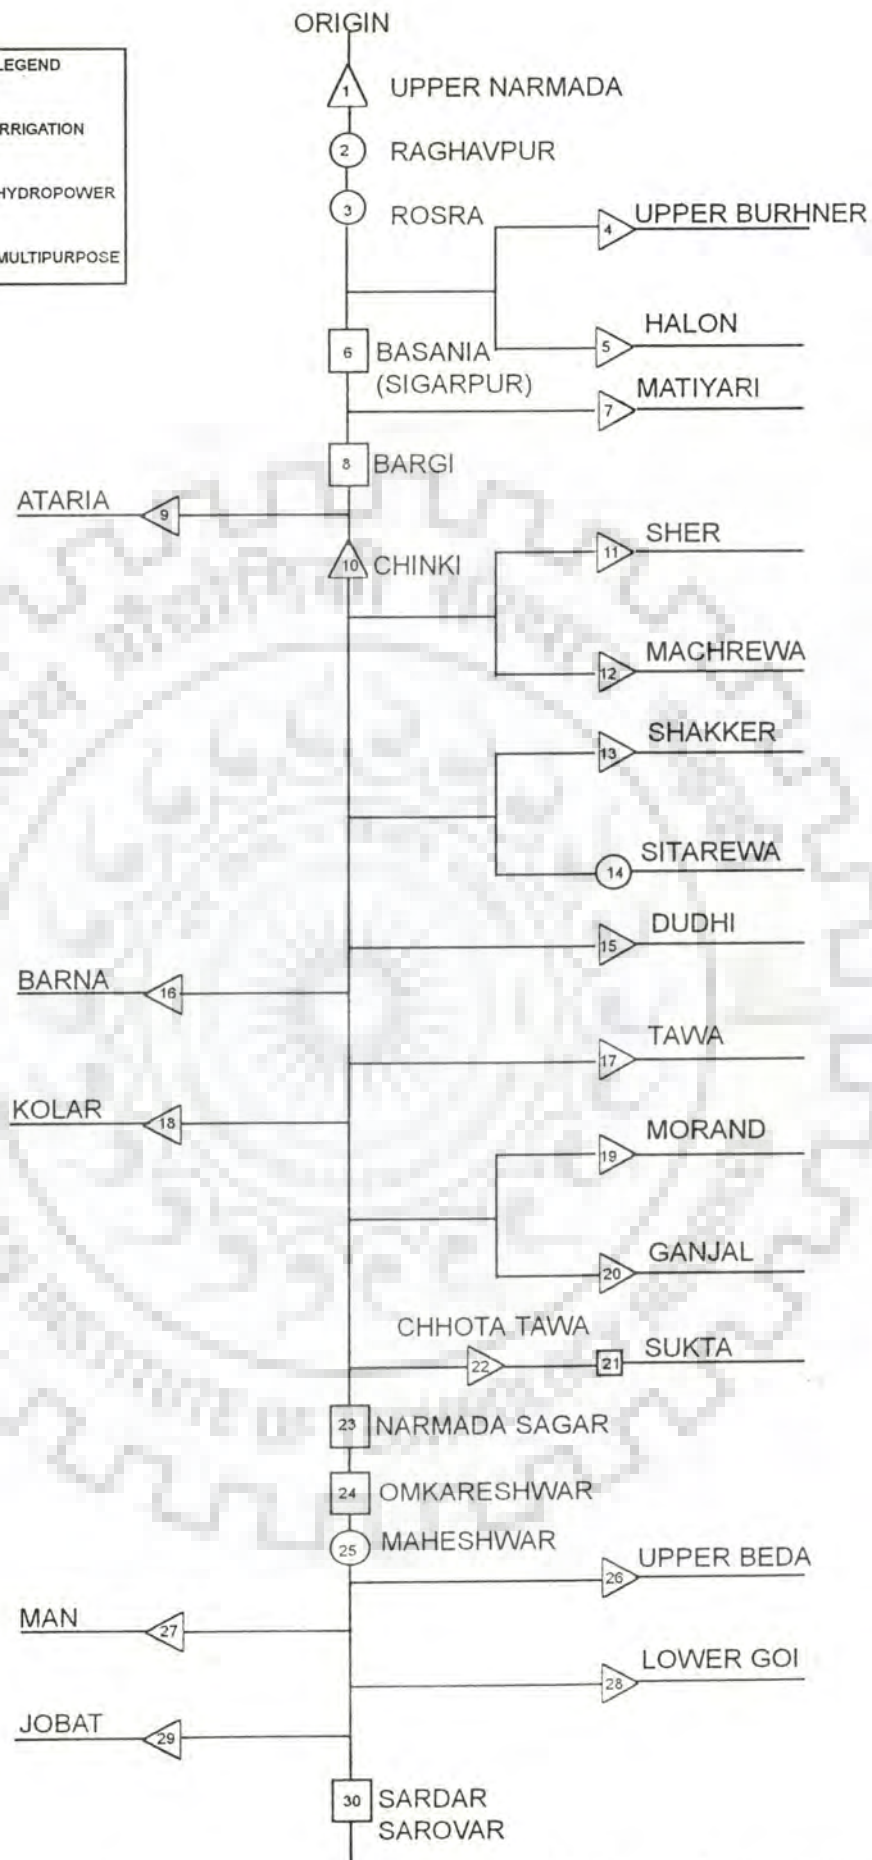 ORIGIN
LEGEND
RRIGATION
HYDROPOWER
MULTIPURPOSE
1 UPPER NARMADA
2 RAGHAVPUR
3 ROSRA
4 UPPER BURHNER
5 HALON
6 BASANIA
(SIGARPUR)
7 MATIYARI
8 BARGI
ATARIA 9
10 CHINKI
11 SHER
12 MACHREWA
13 SHAKKER
14 SITAREWA
15 DUDHI
BARNA 16
17 TAWA
KOLAR 18
19 MORAND
20 GANJAL
CHHOTA TAWA
22
21 SUKTA
23 NARMADA SAGAR
24 OMKARESHWAR
25 MAHESHWAR
26 UPPER BEDA
MAN 27
28 LOWER GOI
JOBAT 29
30 SARDAR
SAROVAR